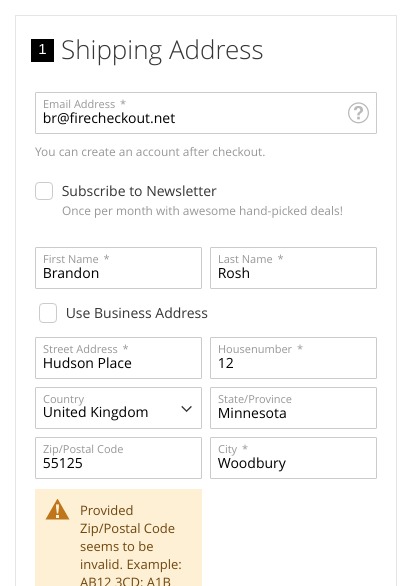 1 Shipping Address
Email Address *
br@firecheckout.net
You can create an account after checkout.
Subscribe to Newsletter
Once per month with awesome hand-picked deals!
First Name *
Brandon
Last Name *
Rosh
Use Business Address
Street Address *
Hudson Place
Housenumber *
12
Country
United Kingdom
State/Province
Minnesota
Zip/Postal Code
55125
City *
Woodbury
Provided
Zip/Postal Code
seems to be
invalid. Example:
AB12 3CD; A1B